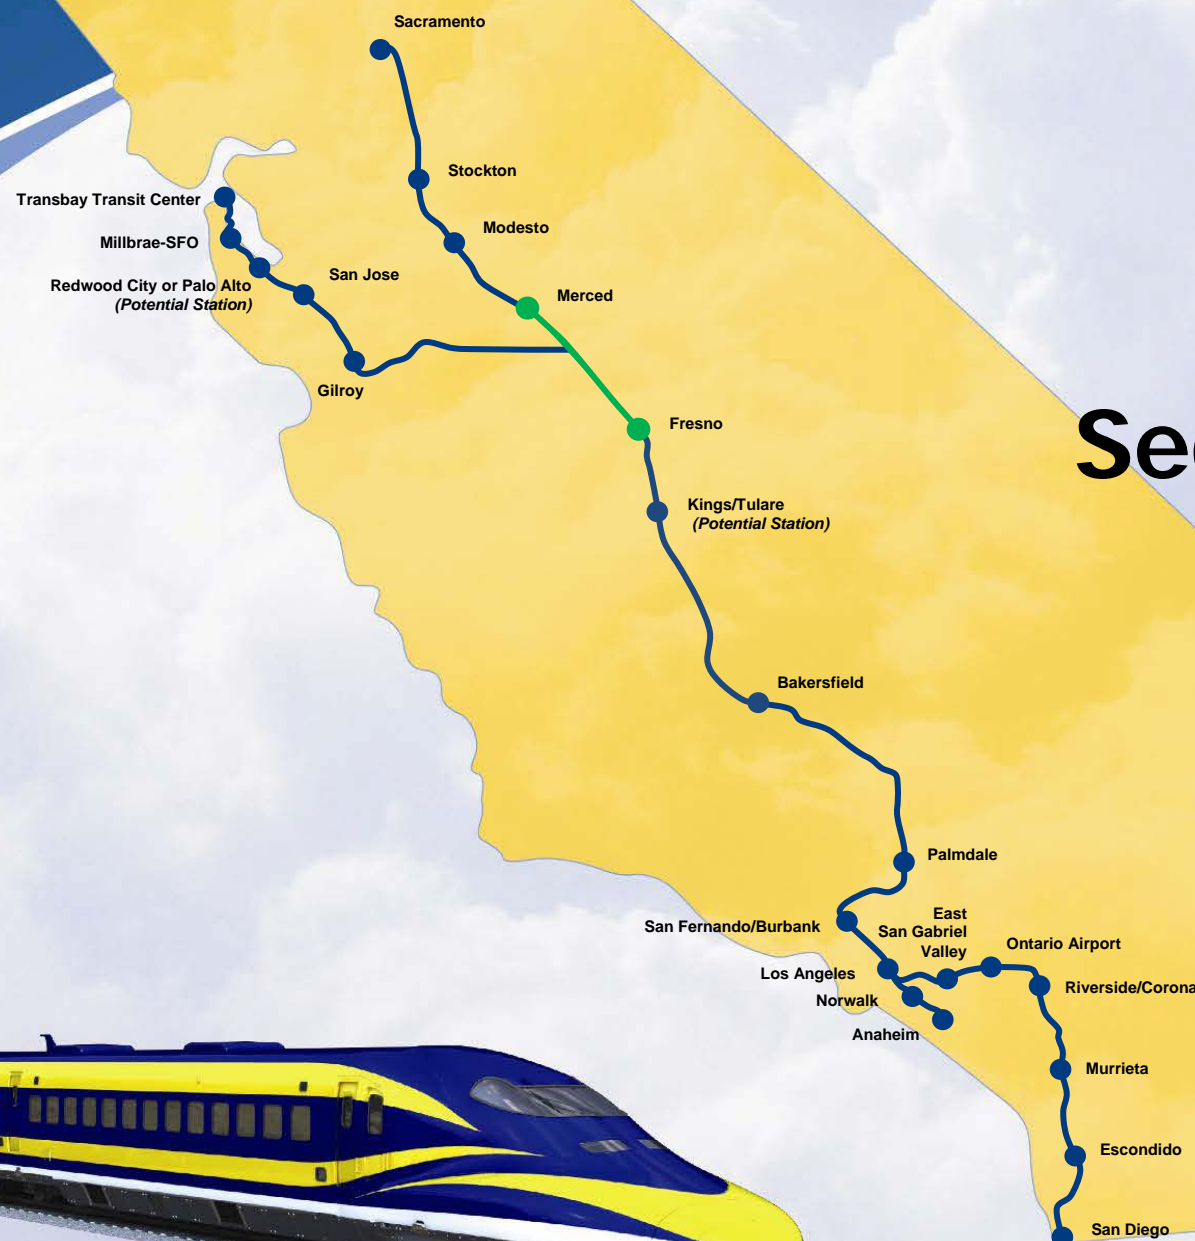 Sacramento
Stockton
Transbay Transit Center
Modesto
Millbrae-SFO
San Jose
Redwood City or Palo Alto
(Potential Station)
Merced
Gilroy
Fresno
Kings/Tulare
(Potential Station)
Bakersfield
Palmdale
San Fernando/Burbank
East
San Gabriel
Valley
Ontario Airport
Los Angeles
Riverside/Corona
Norwalk
Anaheim
Murrieta
Escondido
San Diego